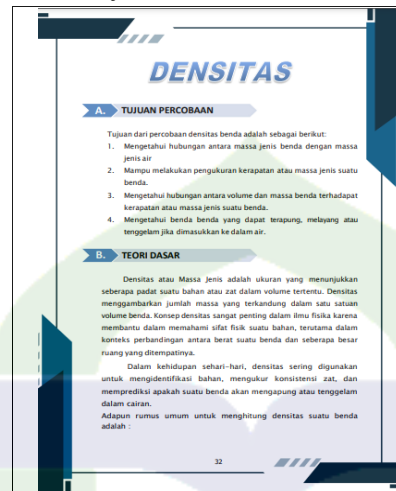 DENSITAS
A. TUJUAN PERCOBAAN
Tujuan dari percobaan densitas benda adalah sebagai berikut:
1. Mengetahui hubungan antara massa jenis benda dengan massa
jenis air
2. Mampu melakukan pengukuran kerapatan atau massa jenis suatu
benda.
3. Mengetahui hubungan antara volume dan massa benda terhadapat
kerapatan atau massa jenis suatu benda.
4. Mengetahui benda benda yang dapat terapung, melayang atau
tenggelam jika dimasukkan ke dalam air.
B. TEORI DASAR
Densitas atau Massa Jenis adalah ukuran yang menunjukkan
seberapa padat suatu bahan atau zat dalam volume tertentu. Densitas
menggambarkan jumlah massa yang terkandung dalam satu satuan
volume benda. Konsep densitas sangat penting dalam ilmu fisika karena
membantu dalam memahami sifat fisik suatu bahan, terutama dalam
konteks perbandingan antara berat suatu benda dan seberapa besar
ruang yang ditempatinya.
Dalam kehidupan sehari-hari, densitas sering digunakan
untuk mengidentifikasi bahan, mengukur konsistensi zat, dan
memprediksi apakah suatu benda akan mengapung atau tenggelam
dalam cairan.
Adapun rumus umum untuk menghitung densitas suatu benda
adalah :
32